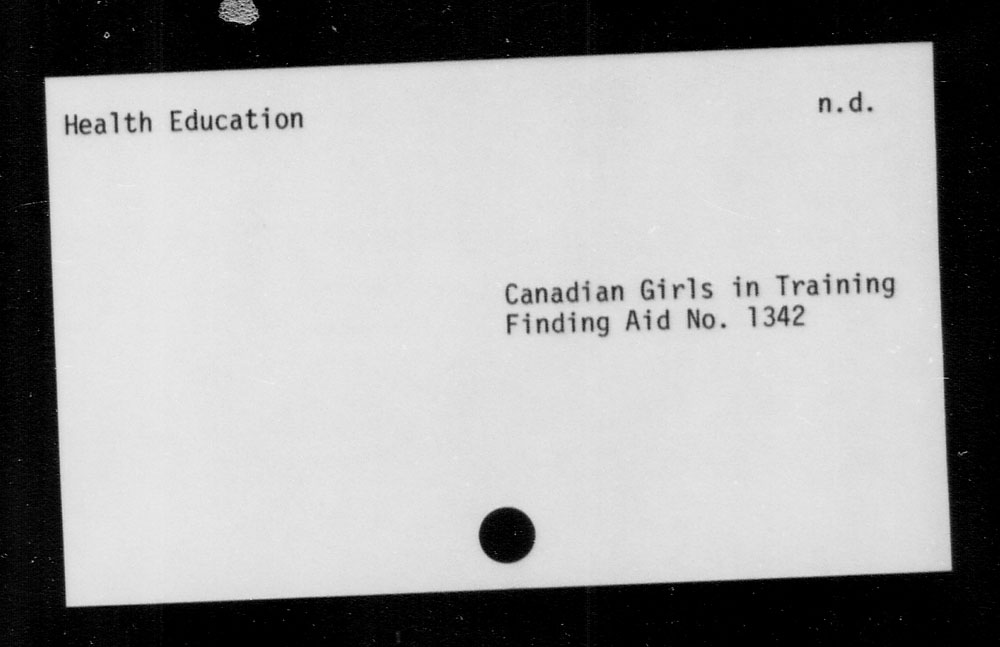 Health Education
n.d.
Canadian Girls in Training
Finding Aid No. 1342